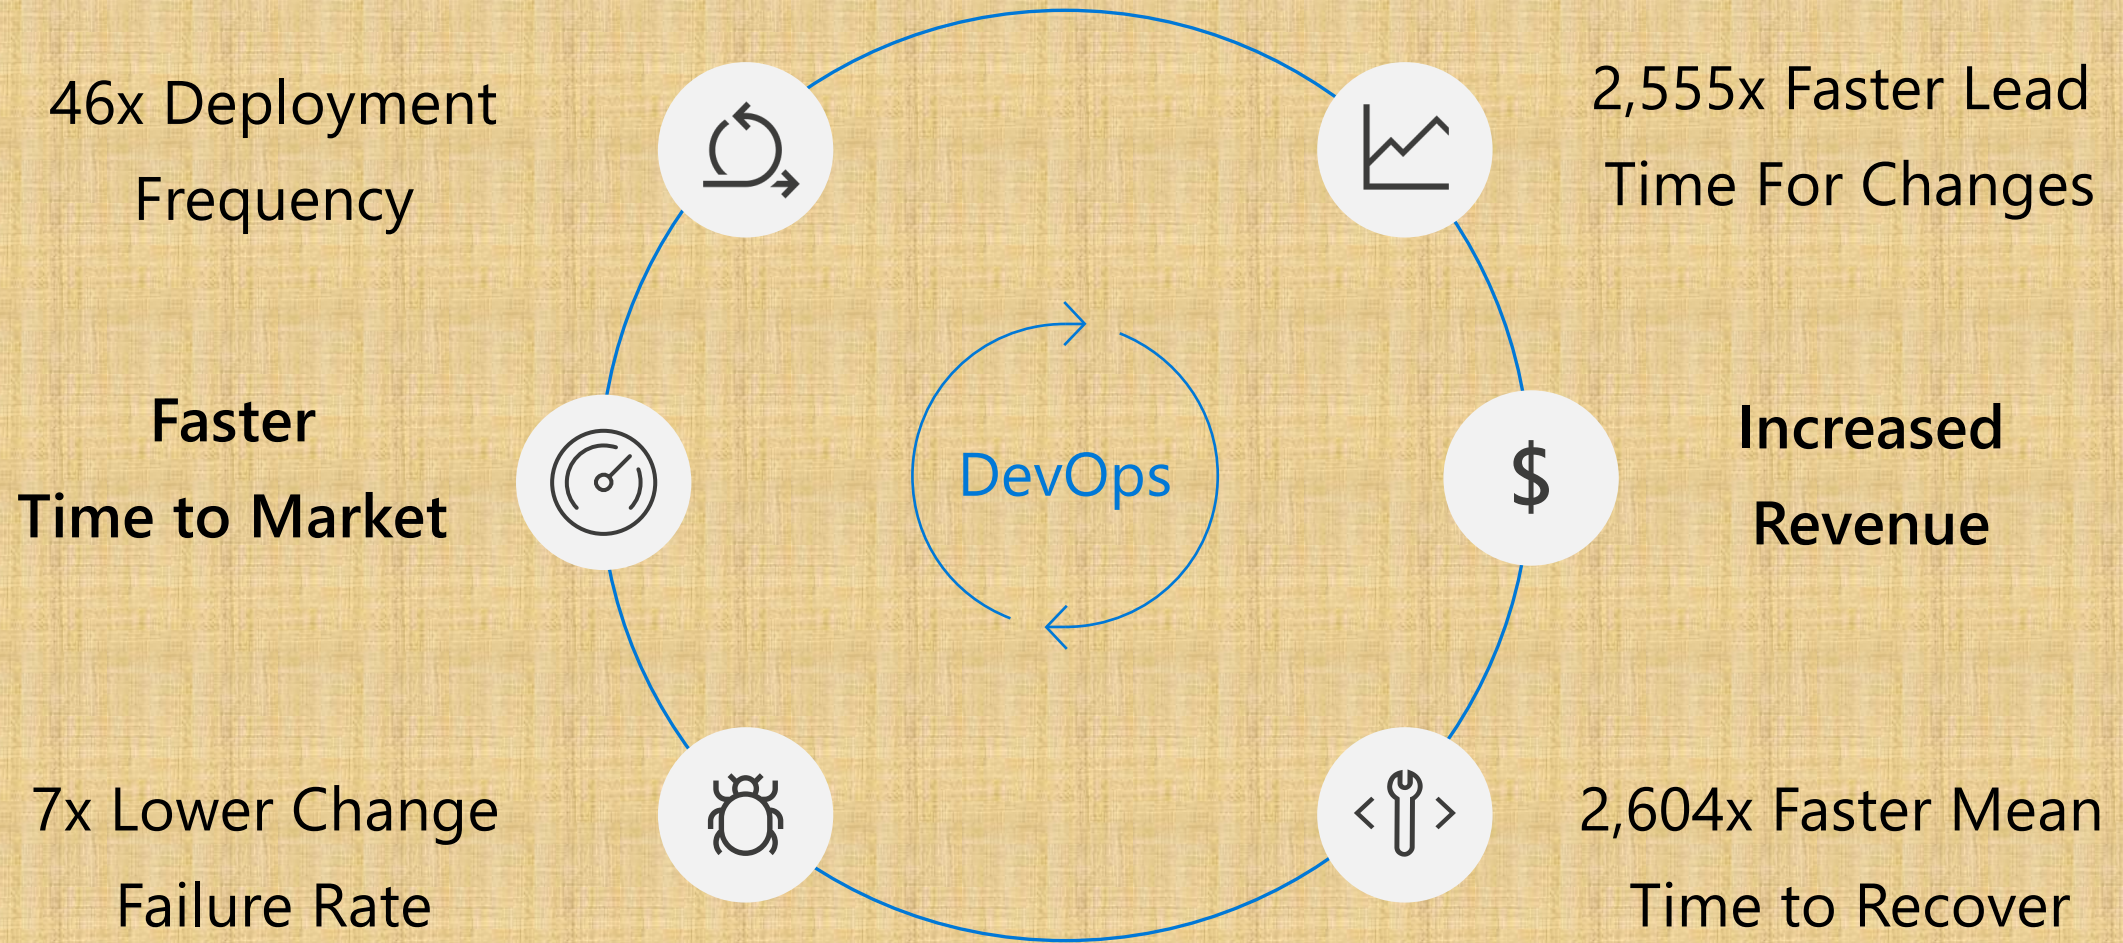 46x Deployment
Frequency
2,555x Faster Lead
Time For Changes
Faster
Time to Market
DevOps
$
Increased
Revenue
7x Lower Change
Failure Rate
2,604x Faster Mean
Time to Recover